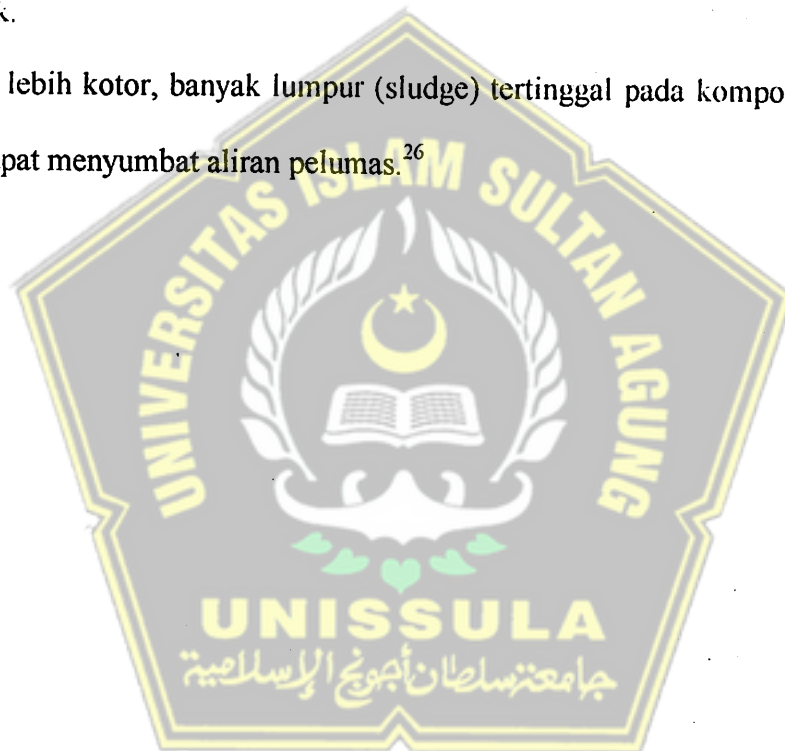 lebih kotor, banyak lumpur (sludge) tertinggal pada kompo
pat menyumbat aliran pelumas.26
UNIVERSITAS ISLAM SULTAN AGUNG
UNISSULA
جامعة سلطان أجونج الإسلامية